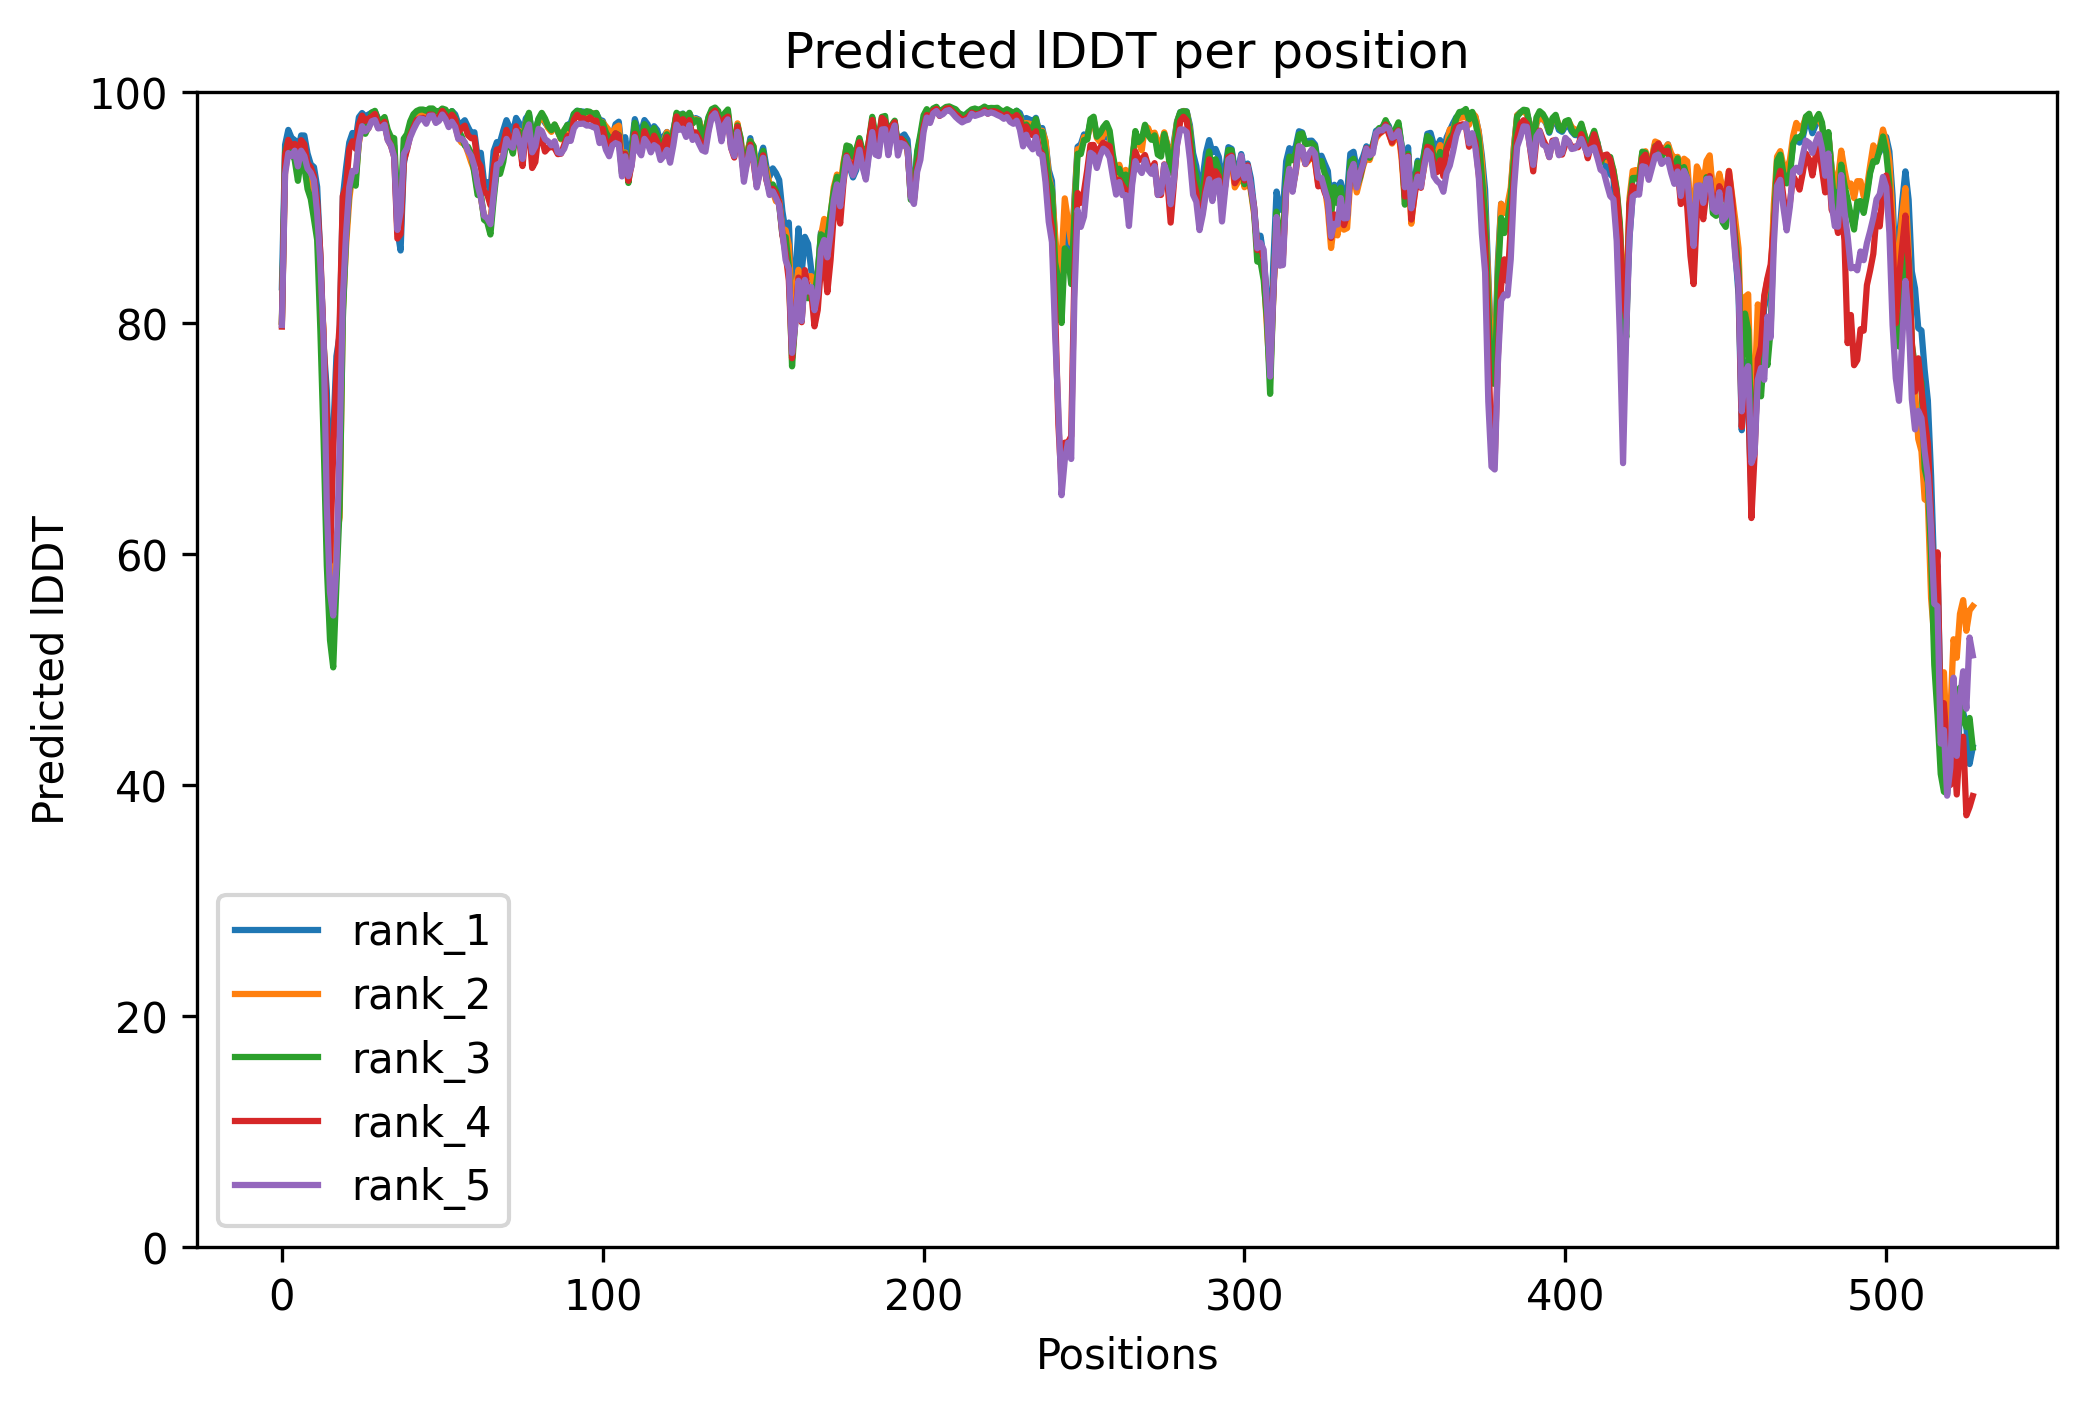 Predicted lDDT per position
100
80
60
40
20
0
Predicted lDDT
rank_1
rank_2
rank_3
rank_4
rank_5
0 100 200 300 400 500
Positions